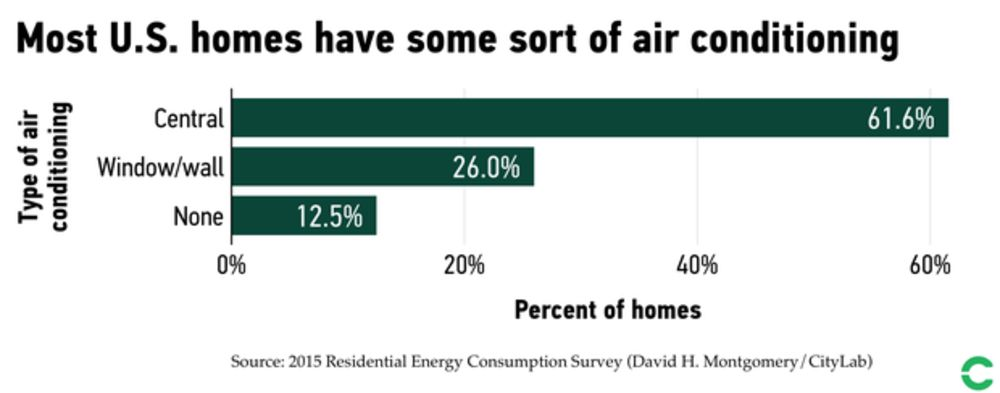 Most U.S. homes have some sort of air conditioning
Type of air
conditioning
Central
61.6%
Window/wall
26.0%
None
12.5%
0%
20%
40%
60%
Percent of homes
Source: 2015 Residential Energy Consumption Survey (David H. Montgomery/CityLab)